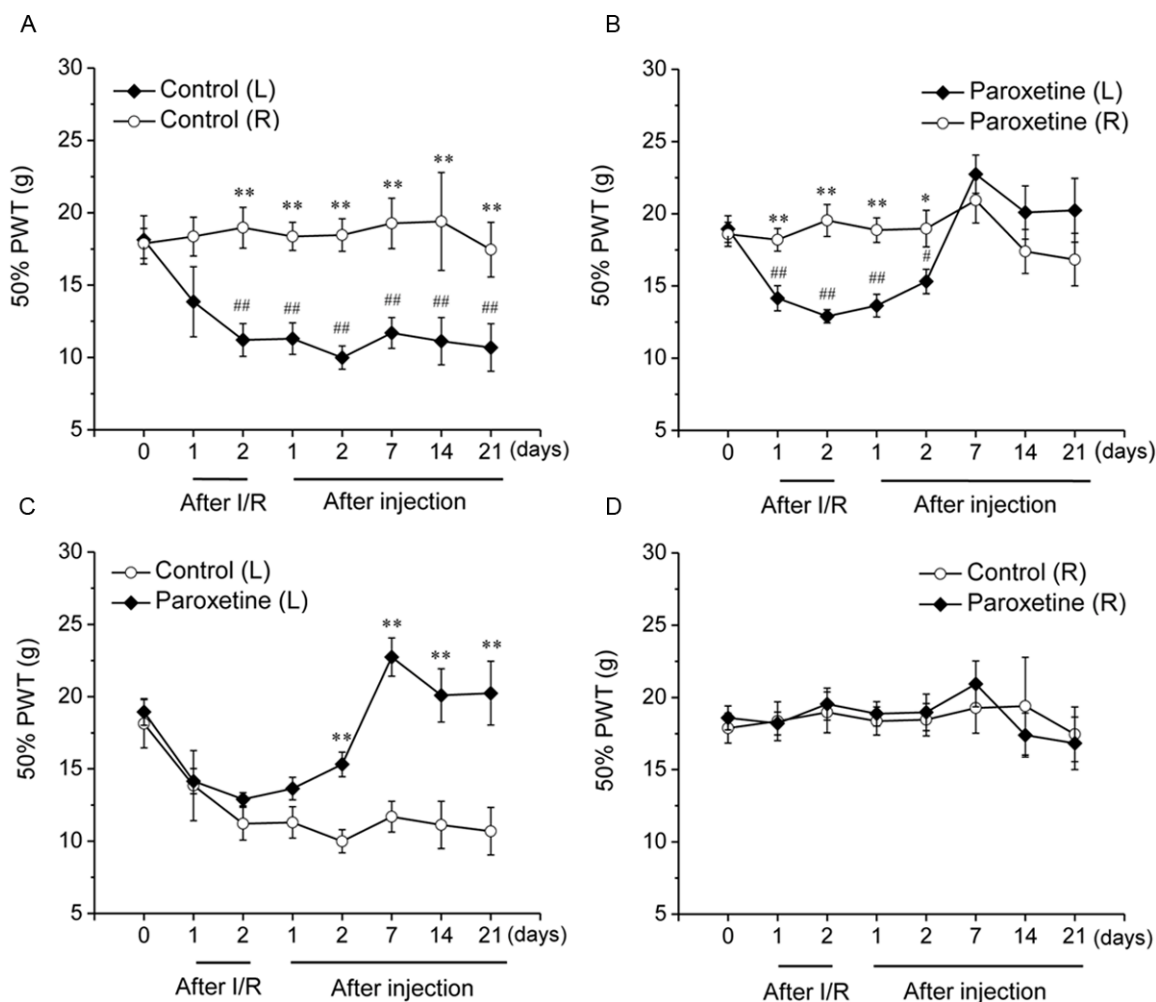 A
30
25
20
15
10
5
50% PWT (g)
Control (L)
Control (R)
** ** ** ** ** **
## ## ## ## ## ##
0 1 2 1 2 7 14 21 (days)
After I/R After injection
B
30
25
20
15
10
5
50% PWT (g)
Paroxetine (L)
Paroxetine (R)
** ** ** *
## ## ## #
0 1 2 1 2 7 14 21 (days)
After I/R After injection
C
30
25
20
15
10
5
50% PWT (g)
Control (L)
Paroxetine (L)
** ** ** **
0 1 2 1 2 7 14 21 (days)
After I/R After injection
D
30
25
20
15
10
5
50% PWT (g)
Control (R)
Paroxetine (R)
0 1 2 1 2 7 14 21 (days)
After I/R After injection